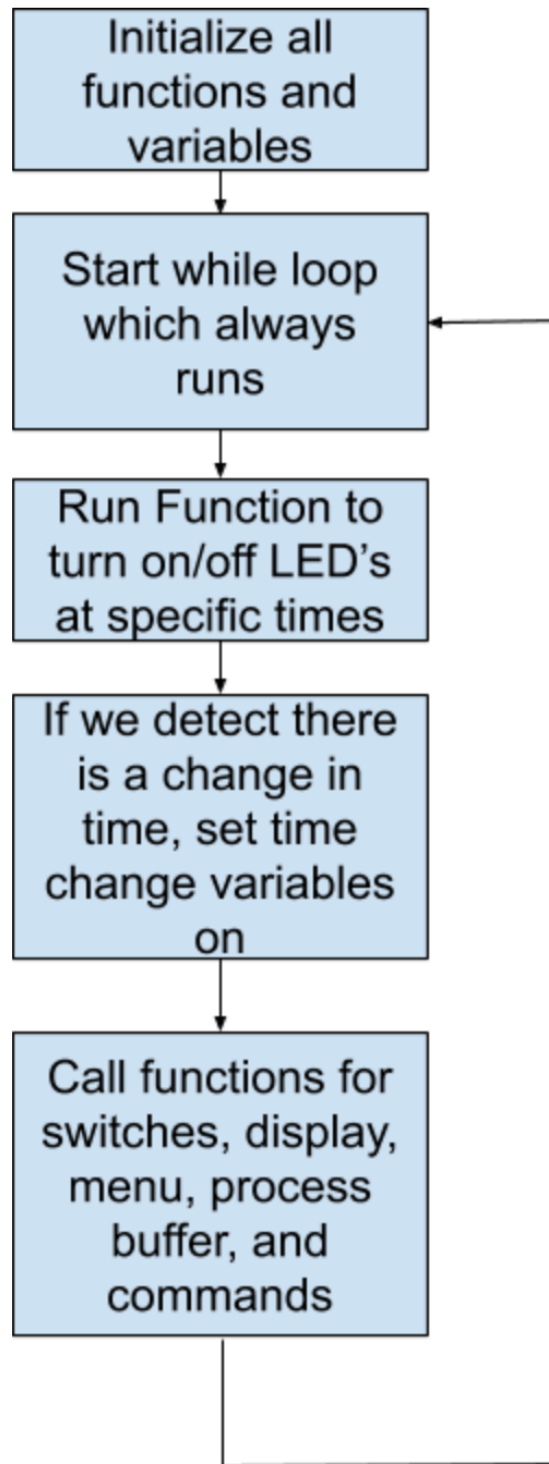 Initialize all
functions and
variables
Start while loop
which always
runs
Run Function to
turn on/off LED’s
at specific times
If we detect there
is a change in
time, set time
change variables
on
Call functions for
switches, display,
menu, process
buffer, and
commands